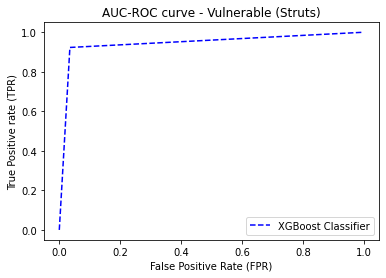 AUC-ROC curve - Vulnerable (Struts)
True Positive rate (TPR)
1.0
0.8
0.6
0.4
0.2
0.0
XGBoost Classifier
0.0 0.2 0.4 0.6 0.8 1.0
False Positive Rate (FPR)